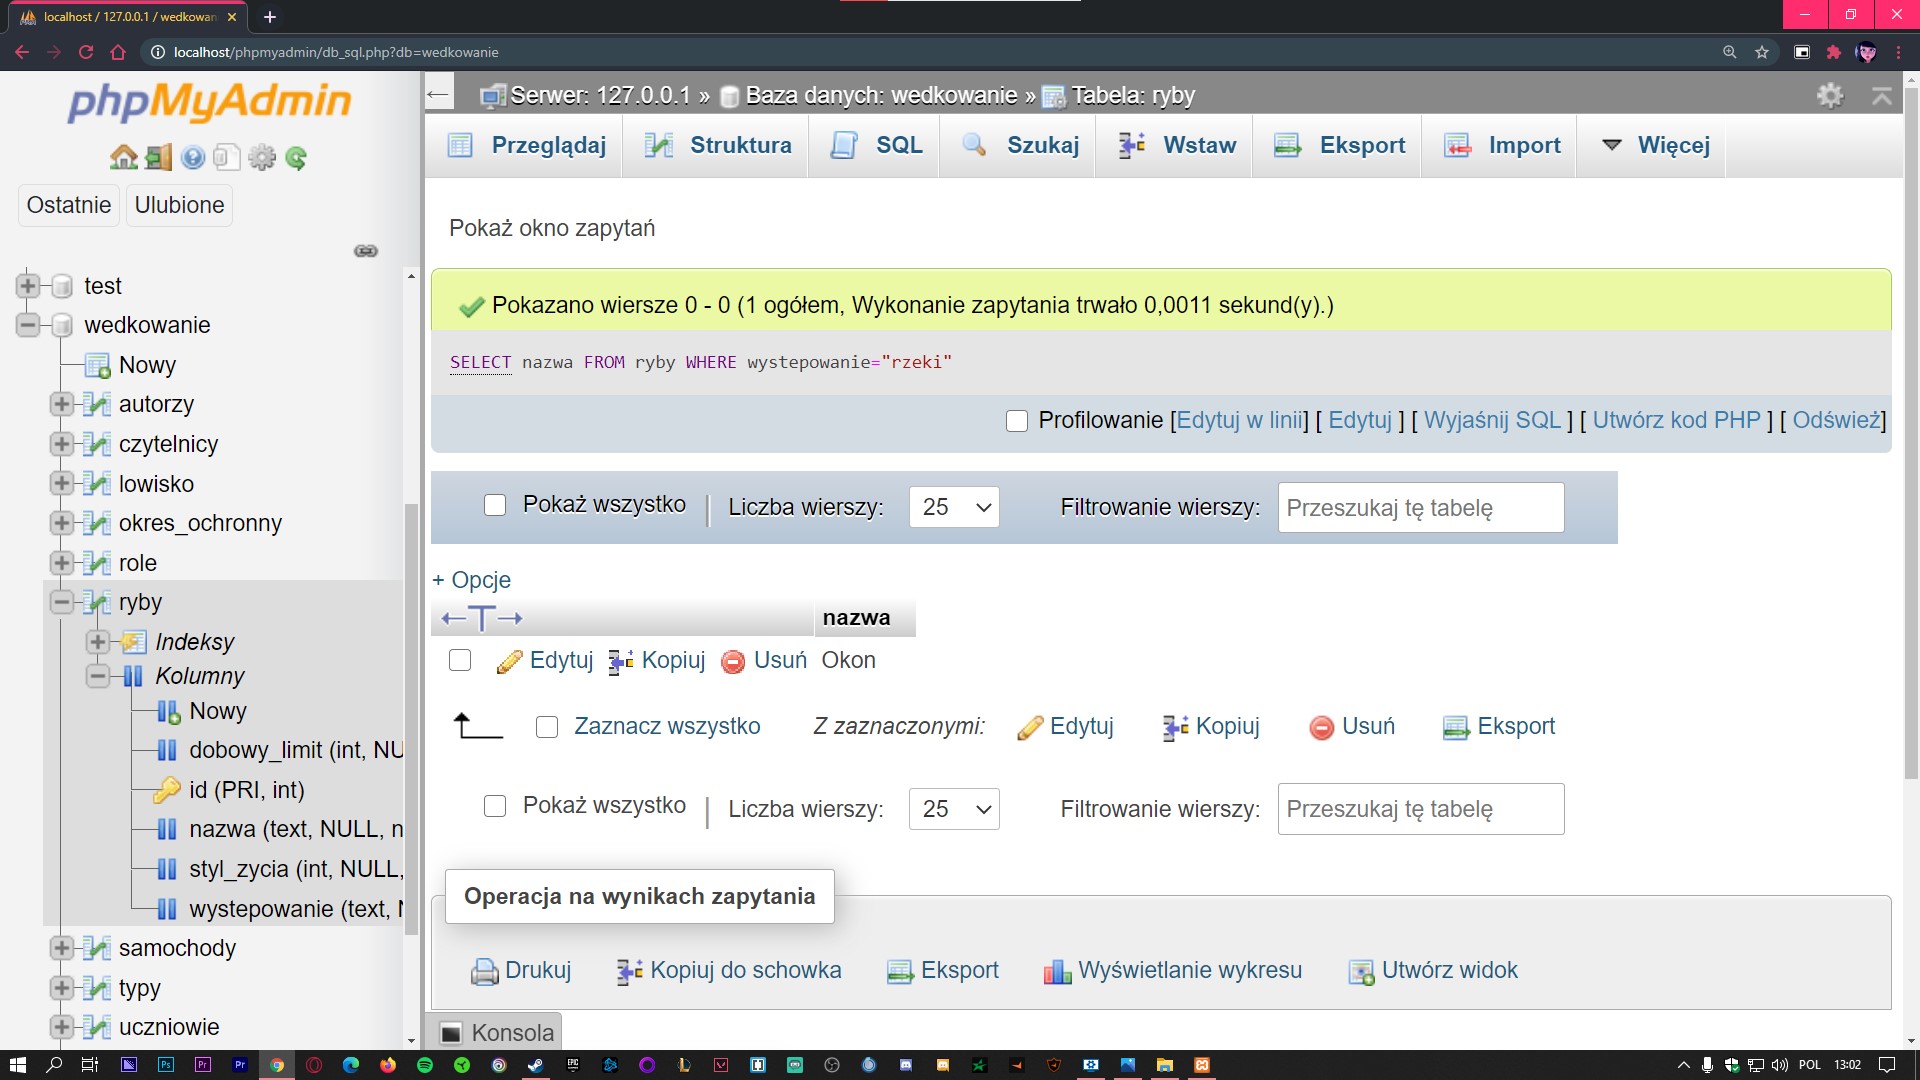 localhost / 127.0.0.1 / wedkowan
localhost/phpmyadmin/db_sql.php?db=wedkowanie
phpMyAdmin
Ostatnie
Ulubione
test
wedkowanie
Nowy
autorzy
czytelnicy
lowisko
okres_ochronny
role
ryby
Indeksy
Kolumny
Nowy
dobowy_limit (int, NU
id (PRI, int)
nazwa (text, NULL, n
styl_zycia (int, NULL,
wystepowanie (text, N
samochody
typy
uczniowie
Serwer: 127.0.0.1 » Baza danych: wedkowanie » Tabela: ryby
Przeglądaj
Struktura
SQL
Szukaj
Wstaw
Eksport
Import
Więcej
Pokaż okno zapytań
Pokazano wiersze 0 - 0 (1 ogółem, Wykonanie zapytania trwało 0,0011 sekund(y).)
SELECT nazwa FROM ryby WHERE wystepowanie="rzeki"
Profilowanie [Edytuj w linii] [ Edytuj ] [ Wyjaśnij SQL ] [ Utwórz kod PHP ] [ Odśwież]
Pokaż wszystko | Liczba wierszy: 25 Filtrowanie wierszy: Przeszukaj tę tabelę
+ Opcje
←T→ nazwa
Edytuj Kopiuj Usuń Okon
Zaznacz wszystko Z zaznaczonymi: Edytuj Kopiuj Usuń Eksport
Pokaż wszystko | Liczba wierszy: 25 Filtrowanie wierszy: Przeszukaj tę tabelę
Operacja na wynikach zapytania
Drukuj Kopiuj do schowka Eksport Wyświetlanie wykresu Utwórz widok
Konsola
Ps
Pr
Pr
EPIC
POL
13:02